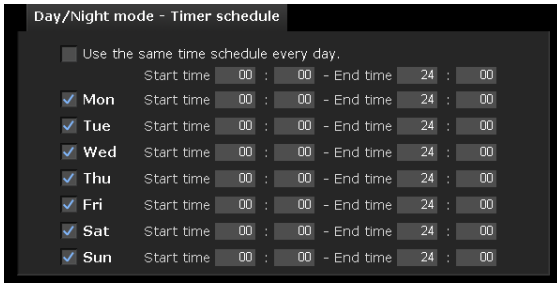 Day/Night mode - Timer schedule
Use the same time schedule every day.
Start time 00 : 00 - End time 24 : 00
Mon Start time 00 : 00 - End time 24 : 00
Tue Start time 00 : 00 - End time 24 : 00
Wed Start time 00 : 00 - End time 24 : 00
Thu Start time 00 : 00 - End time 24 : 00
Fri Start time 00 : 00 - End time 24 : 00
Sat Start time 00 : 00 - End time 24 : 00
Sun Start time 00 : 00 - End time 24 : 00